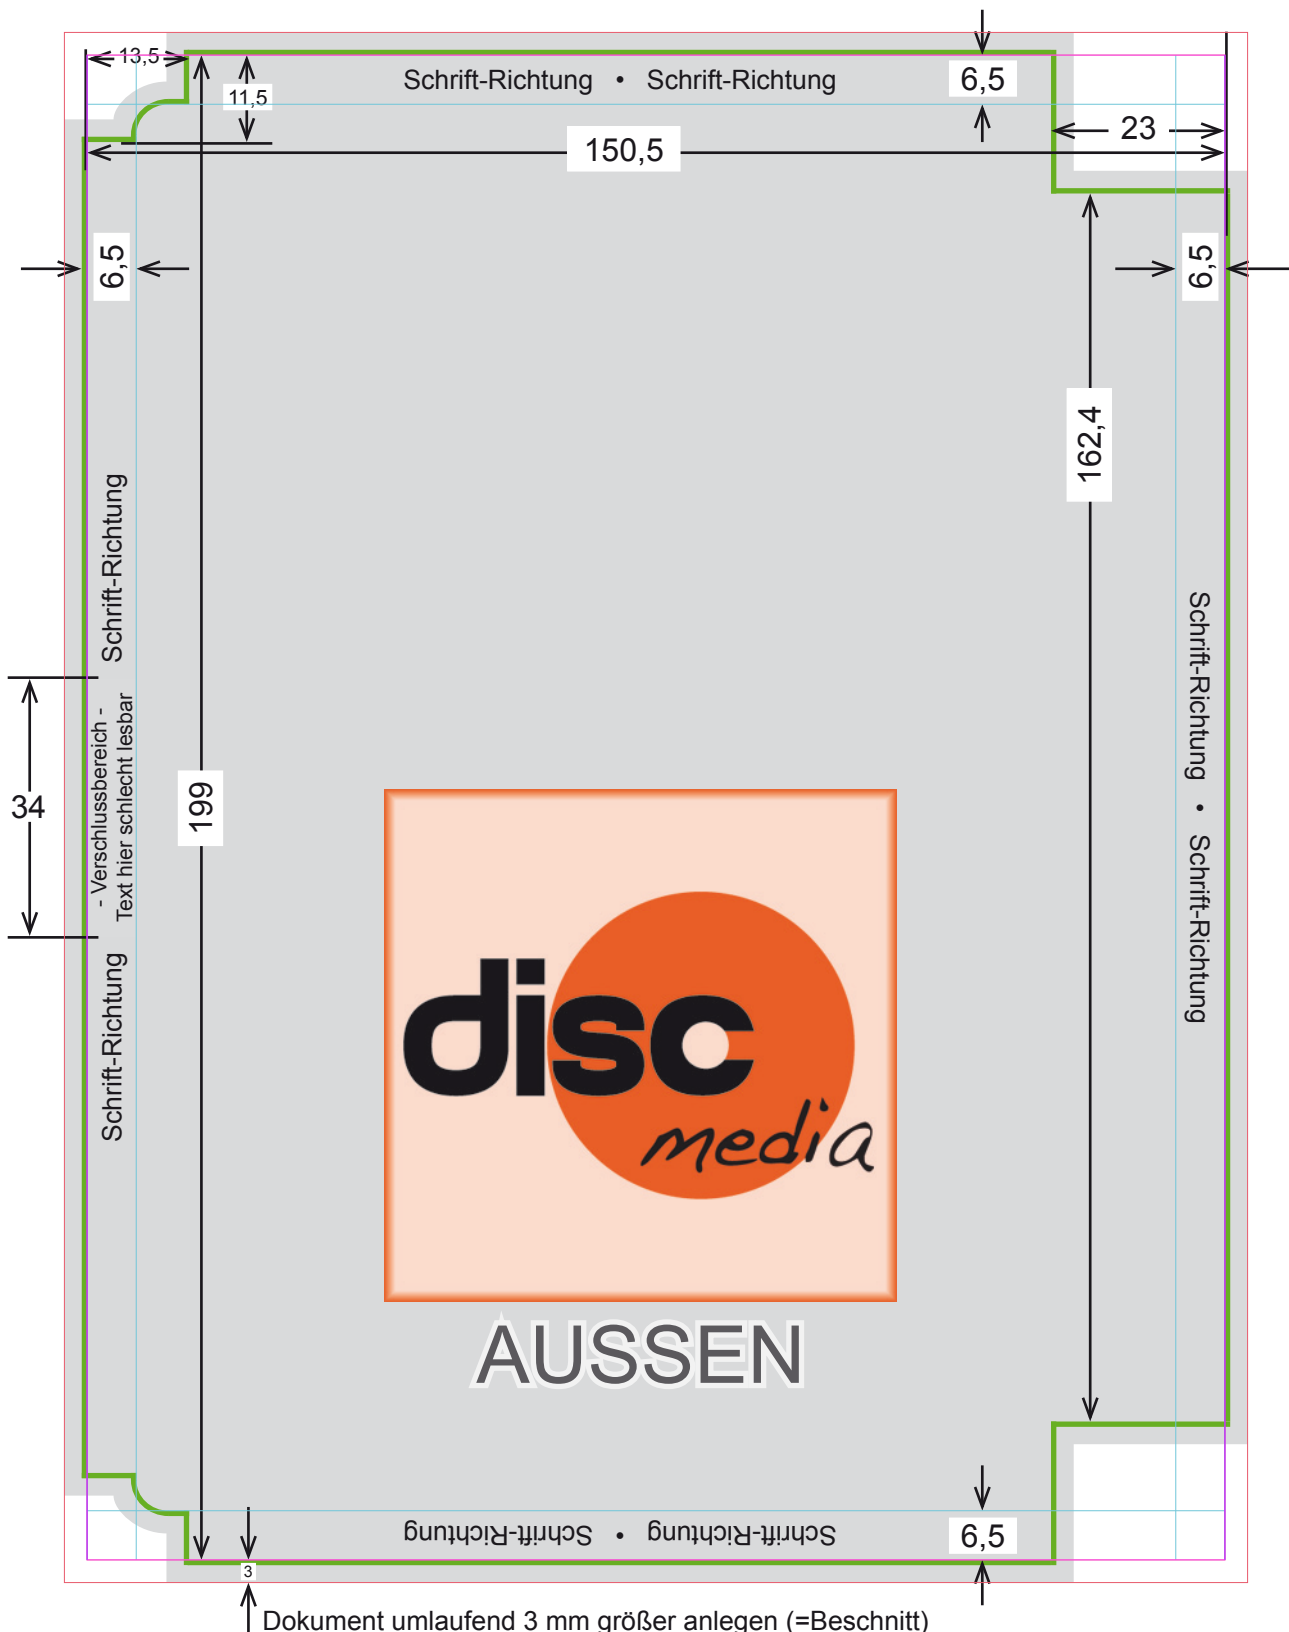 13,5
Schrift-Richtung • Schrift-Richtung
6,5
11,5
23
150,5
6,5
6,5
162,4
Schrift-Richtung
- Verschlussbereich -
Text hier schlecht lesbar
Schrift-Richtung
34
199
Schrift-Richtung • Schrift-Richtung
disc
media
AUSSEN
Schrift-Richtung • Schrift-Richtung
6,5
3
Dokument umlaufend 3 mm größer anlegen (=Beschnitt)